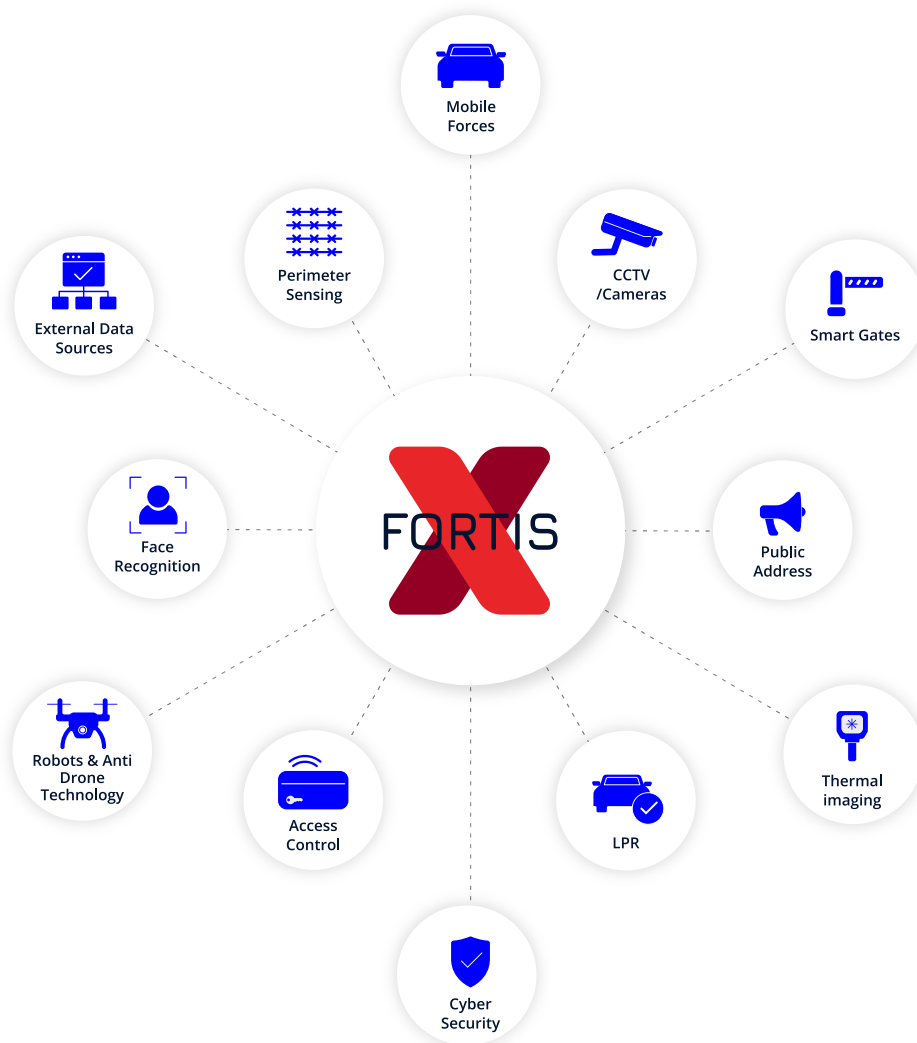 Mobile
Forces
Perimeter
Sensing
CCTV
/Cameras
External Data
Sources
Smart Gates
FORTIS
Face
Recognition
Public
Address
Robots & Anti
Drone
Technology
Access
Control
LPR
Thermal
imaging
Cyber
Security